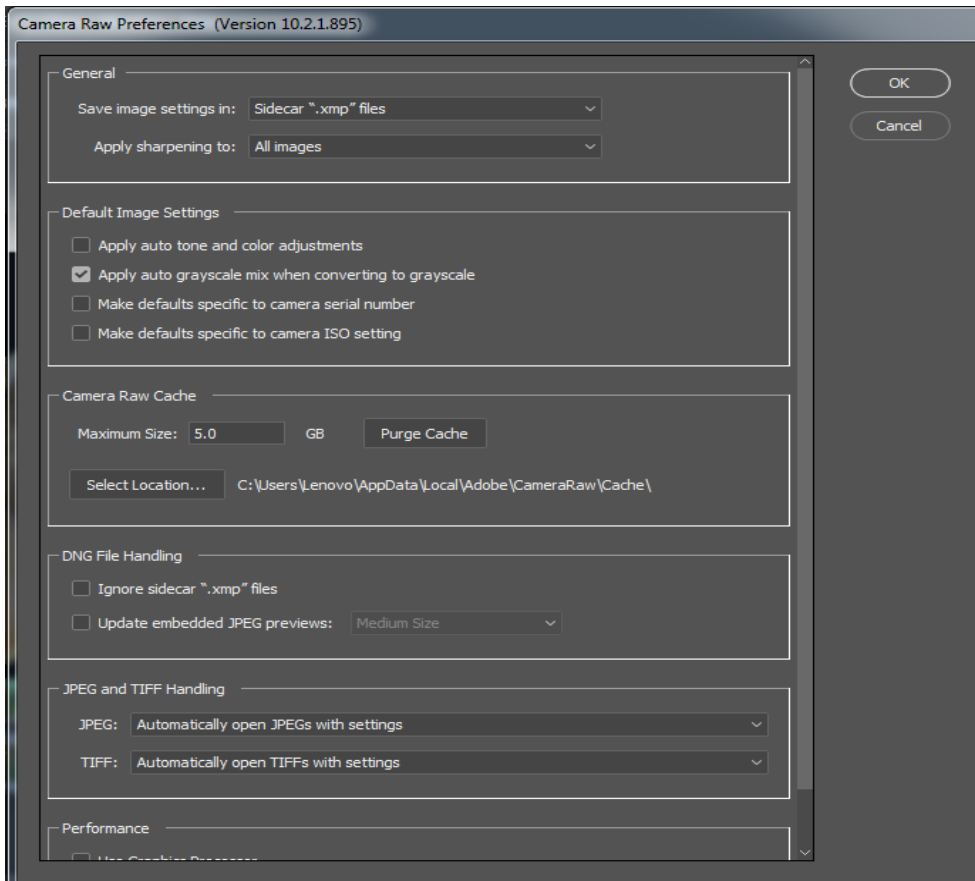 Camera Raw Preferences (Version 10.2.1.895)
General
Save image settings in: Sidecar “.xmp” files
Apply sharpening to: All images
OK
Cancel
Default Image Settings
Apply auto tone and color adjustments
Apply auto grayscale mix when converting to grayscale
Make defaults specific to camera serial number
Make defaults specific to camera ISO setting
Camera Raw Cache
Maximum Size: 5.0 GB Purge Cache
Select Location... C:\Users\Lenovo\AppData\Local\Adobe\CameraRaw\Cache\
DNG File Handling
Ignore sidecar “.xmp” files
Update embedded JPEG previews: Medium Size
JPEG and TIFF Handling
JPEG: Automatically open JPEGs with settings
TIFF: Automatically open TIFFs with settings
Performance
Use Graphics Processor